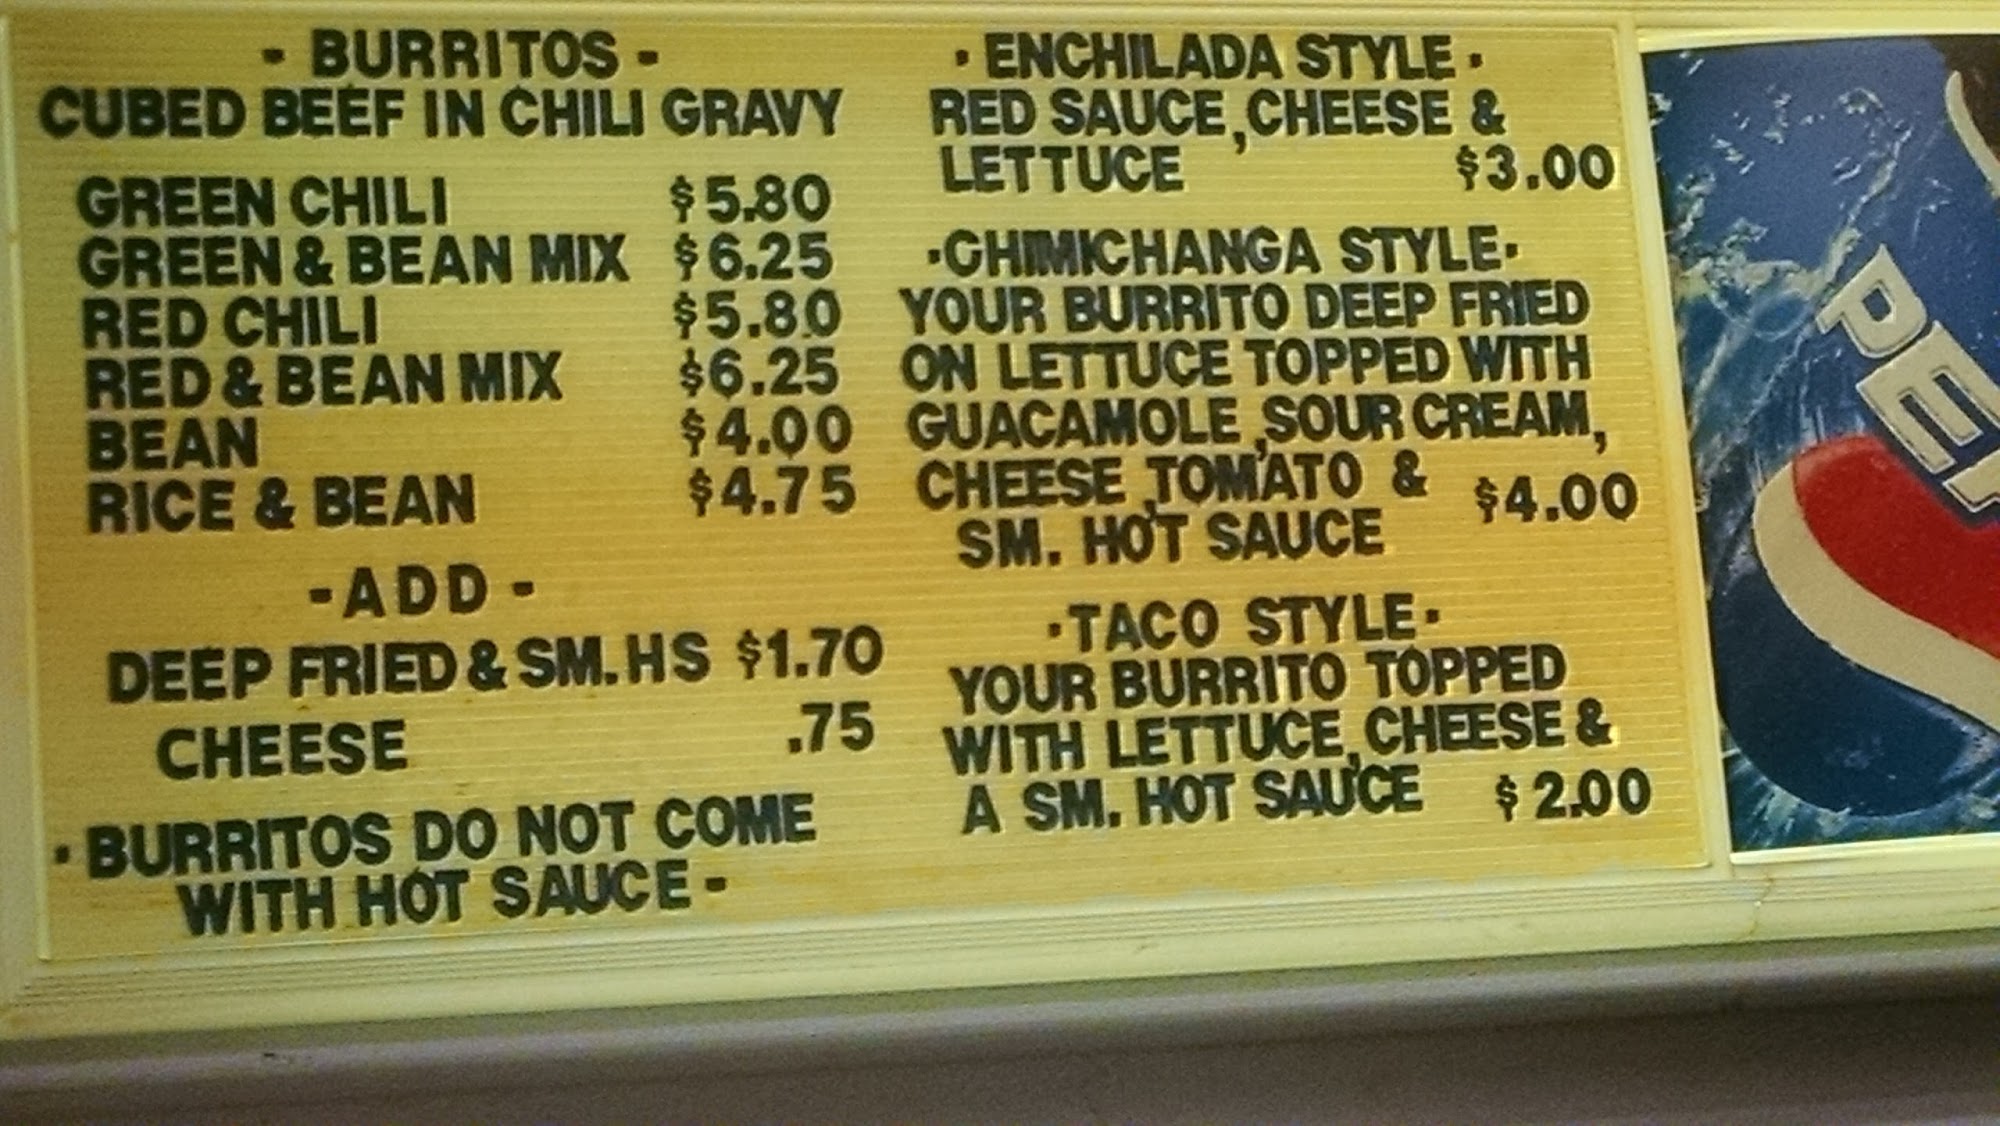 - BURRITOS -
CUBED BEEF IN CHILI GRAVY
GREEN CHILI $5.80
GREEN & BEAN MIX $6.25
RED CHILI $5.80
RED & BEAN MIX $6.25
BEAN $4.00
RICE & BEAN $4.75
- ADD -
DEEP FRIED & SM. HS $1.70
CHEESE .75
· BURRITOS DO NOT COME
WITH HOT SAUCE -
· ENCHILADA STYLE ·
RED SAUCE, CHEESE &
LETTUCE $3.00
· CHIMICHANGA STYLE ·
YOUR BURRITO DEEP FRIED
ON LETTUCE TOPPED WITH
GUACAMOLE, SOUR CREAM,
CHEESE, TOMATO & $4.00
SM. HOT SAUCE
· TACO STYLE ·
YOUR BURRITO TOPPED
WITH LETTUCE, CHEESE &
A SM. HOT SAUCE $2.00